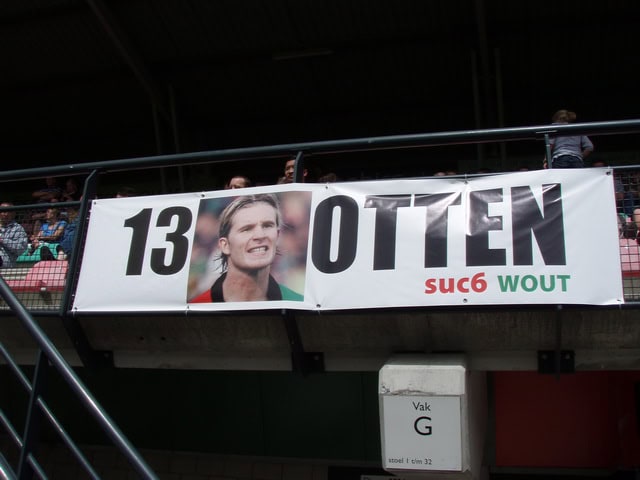 13 OTTEN
suc6 WOUT
Vak
G
stoel 1 t/m 32